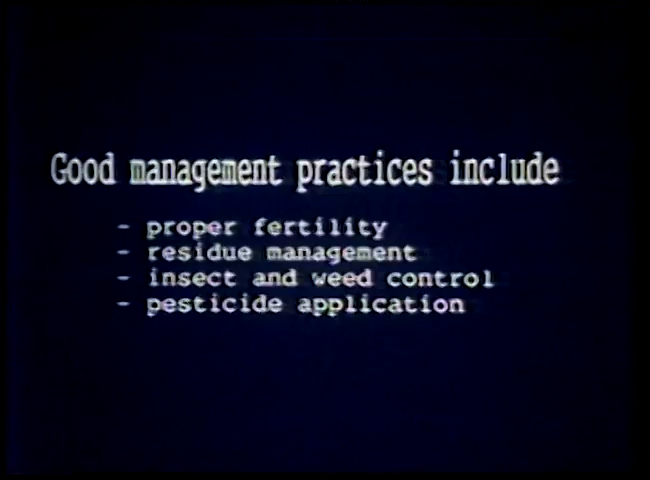 Good management practices include
- proper fertility
- residue management
- insect and weed control
- pesticide application